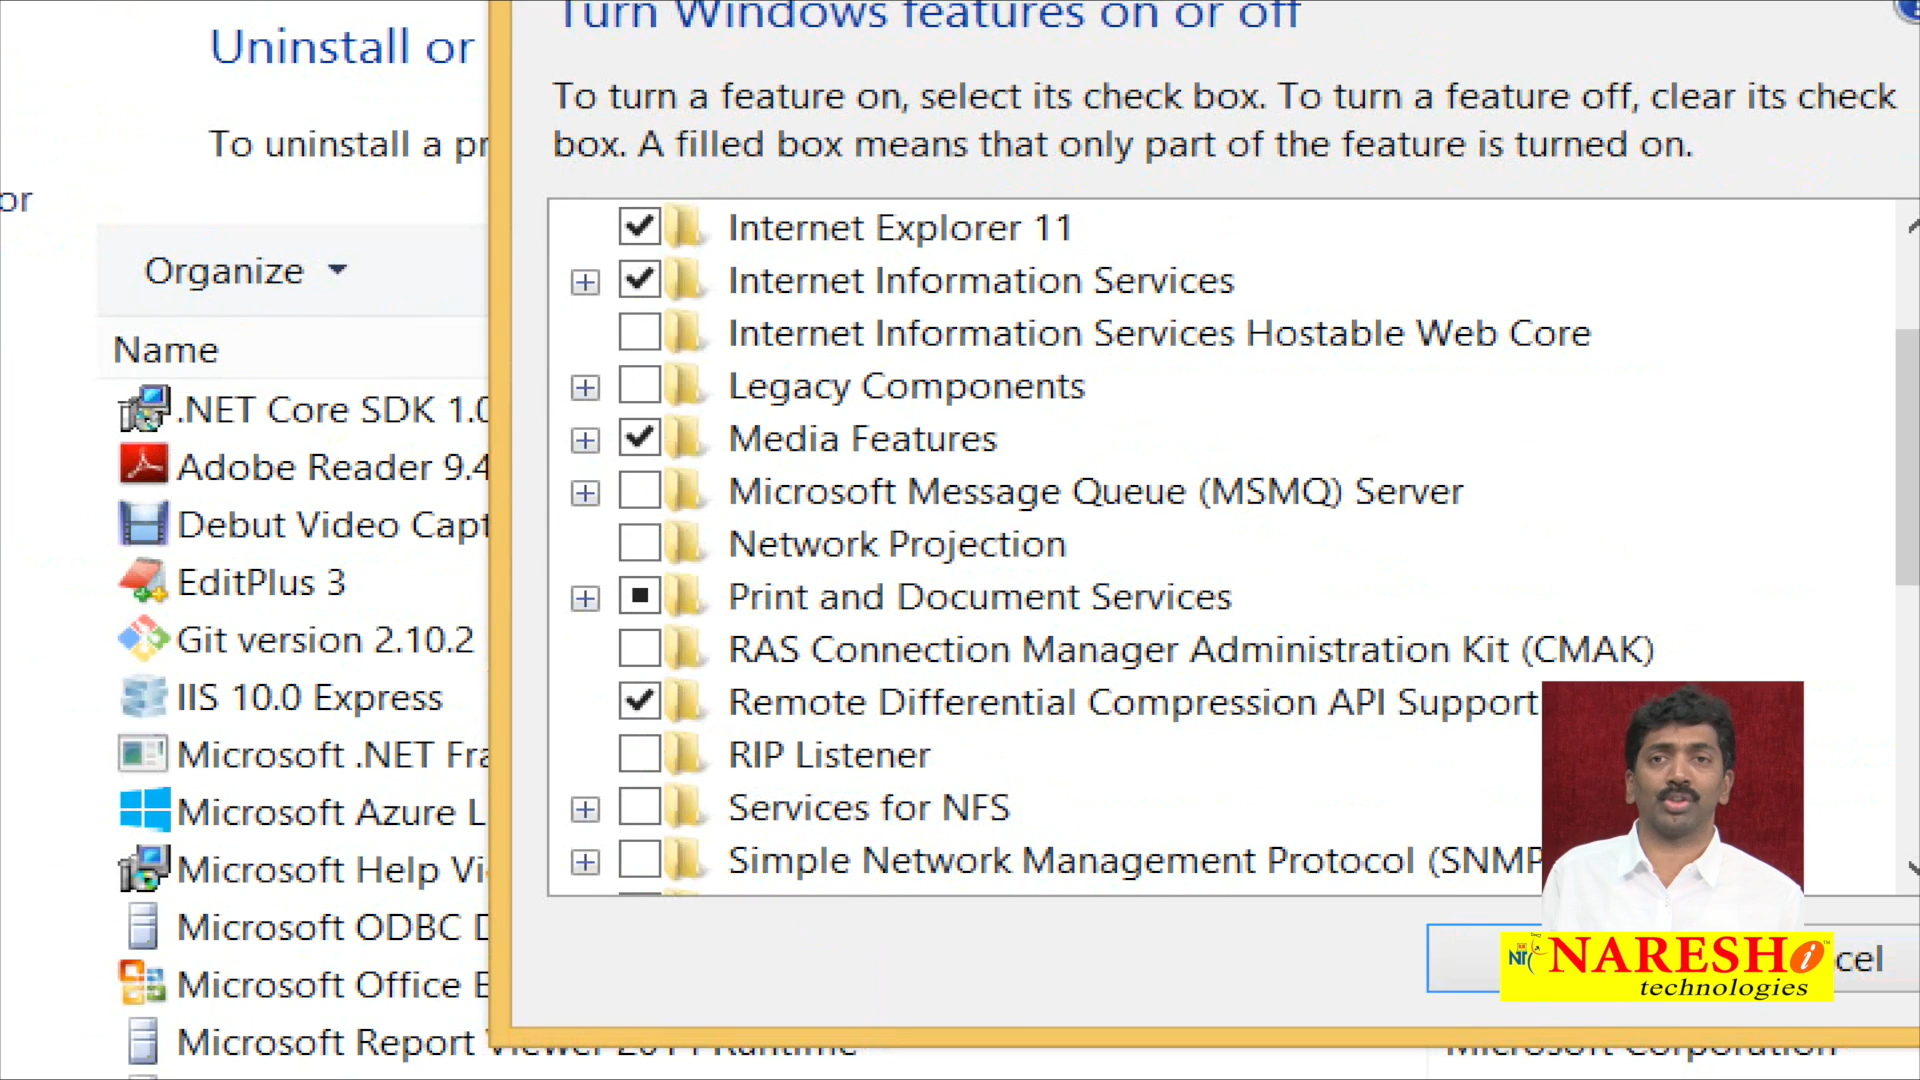 Turn Windows features on or off
Uninstall or
To turn a feature on, select its check box. To turn a feature off, clear its check
box. A filled box means that only part of the feature is turned on.
To uninstall a pr
or
Organize
Name
.NET Core SDK 1.0
Adobe Reader 9.4
Debut Video Capt
EditPlus 3
Git version 2.10.2
IIS 10.0 Express
Microsoft .NET Fra
Microsoft Azure L
Microsoft Help Vi
Microsoft ODBC D
Microsoft Office E
Microsoft Report Viewer 2014 Runtime
Microsoft Corporation
Internet Explorer 11
Internet Information Services
Internet Information Services Hostable Web Core
Legacy Components
Media Features
Microsoft Message Queue (MSMQ) Server
Network Projection
Print and Document Services
RAS Connection Manager Administration Kit (CMAK)
Remote Differential Compression API Support
RIP Listener
Services for NFS
Simple Network Management Protocol (SNMP
cel
NARESH i
technologies